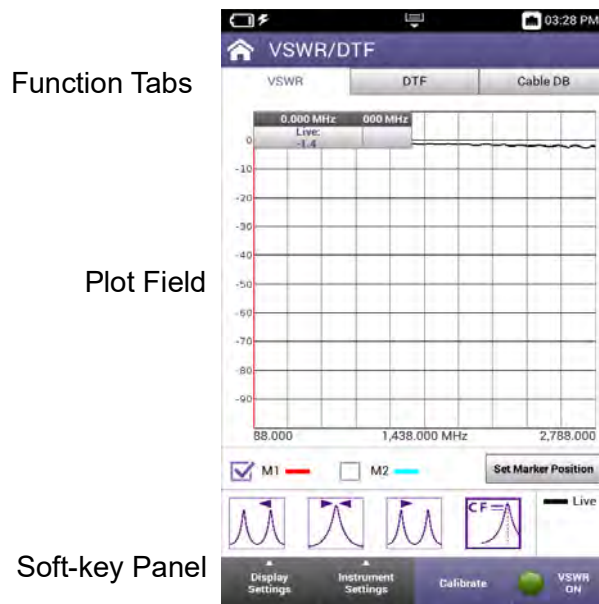 03:28 PM
VSWR/DTF
Function Tabs
VSWR DTF Cable DB
0.000 MHz 000 MHz
Live:
-1.4
0
-10
-20
-30
-40
Plot Field
-50
-60
-70
-80
-90
88.000 1,438.000 MHz 2,788.000
M1 M2 Set Marker Position
CF= Live
Soft-key Panel
Display Settings Instrument Settings Calibrate VSWR ON